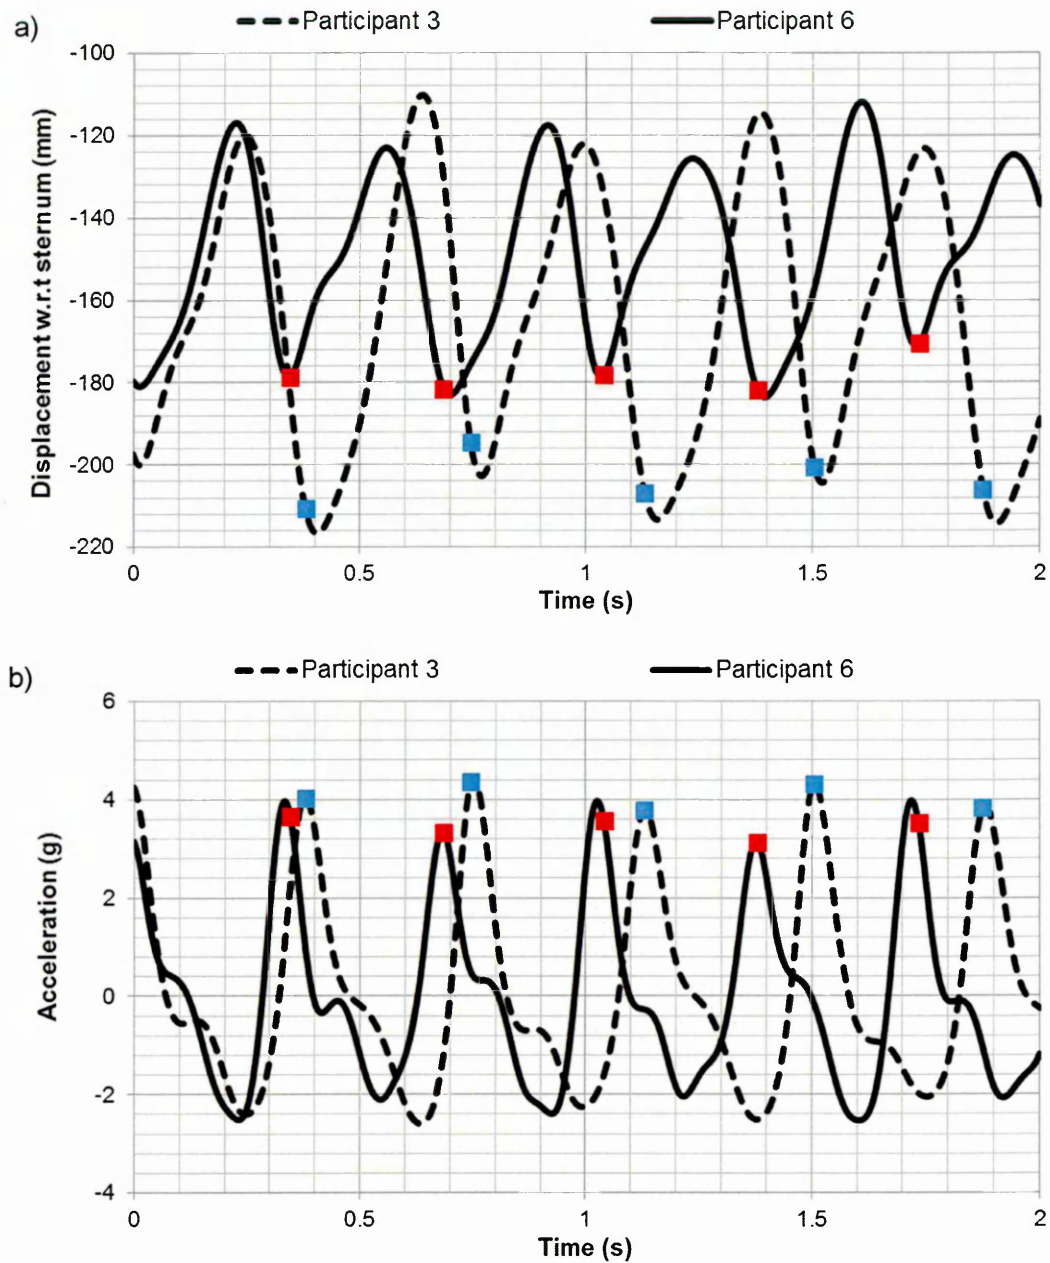 a)
Participant 3
Participant 6
-100
-120
-140
-160
-180
-200
-220
Displacement w.r.t sternum (mm)
0 0.5 1 1.5 2
Time (s)
b)
Participant 3
Participant 6
6
4
2
0
-2
-4
Acceleration (g)
0 0.5 1 1.5 2
Time (s)